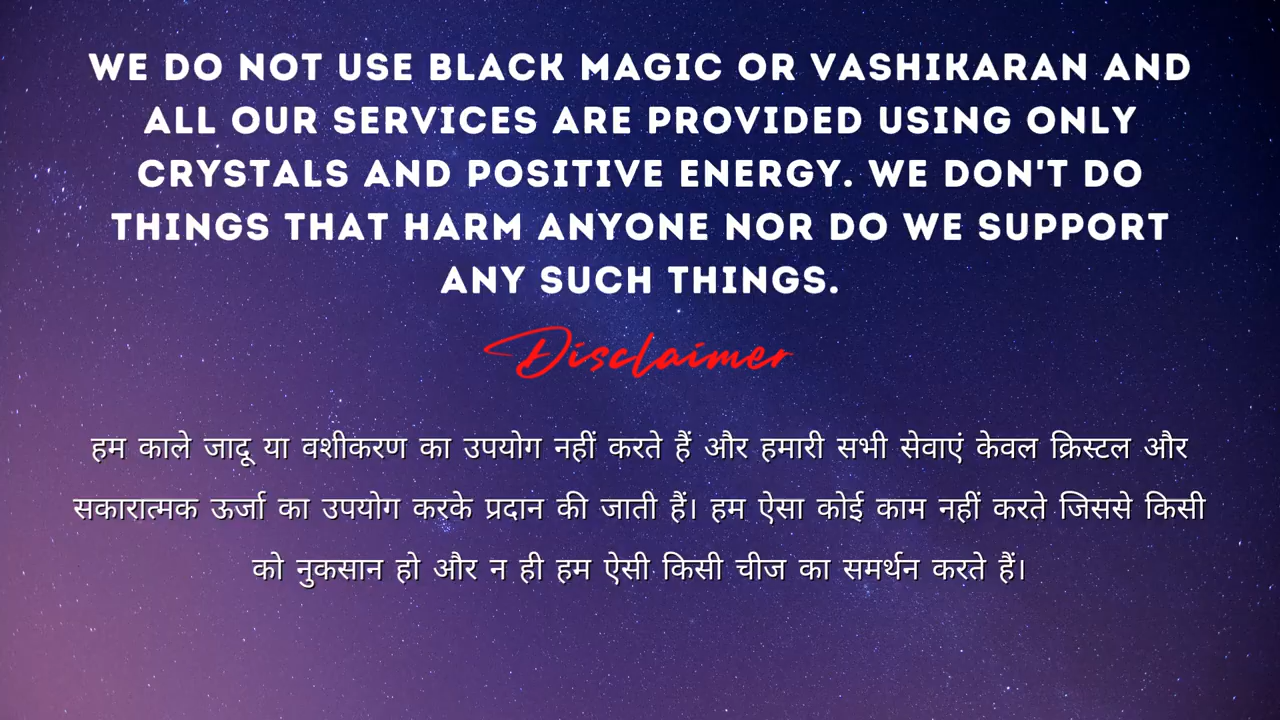 WE DO NOT USE BLACK MAGIC OR VASHIKARAN AND
ALL OUR SERVICES ARE PROVIDED USING ONLY
CRYSTALS AND POSITIVE ENERGY. WE DON'T DO
THINGS THAT HARM ANYONE NOR DO WE SUPPORT
ANY SUCH THINGS.
Disclaimer
हम काले जादू या वशीकरण का उपयोग नहीं करते हैं और हमारी सभी सेवाएं केवल क्रिस्टल और
सकारात्मक ऊर्जा का उपयोग करके प्रदान की जाती हैं। हम ऐसा कोई काम नहीं करते जिससे किसी
को नुकसान हो और न ही हम ऐसी किसी चीज का समर्थन करते हैं।